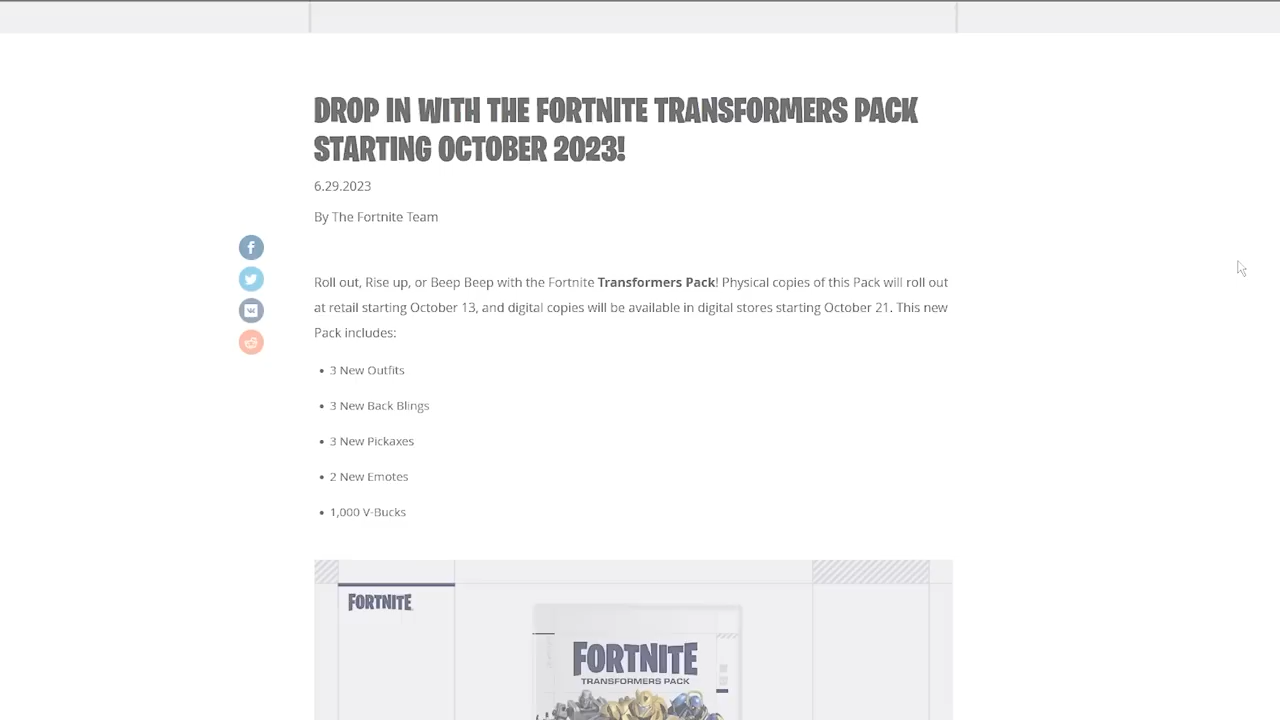 DROP IN WITH THE FORTNITE TRANSFORMERS PACK
STARTING OCTOBER 2023!
6.29.2023
By The Fortnite Team
Roll out, Rise up, or Beep Beep with the Fortnite Transformers Pack! Physical copies of this Pack will roll out
at retail starting October 13, and digital copies will be available in digital stores starting October 21. This new
Pack includes:
• 3 New Outfits
• 3 New Back Blings
• 3 New Pickaxes
• 2 New Emotes
• 1,000 V-Bucks
FORTNITE
FORTNITE
TRANSFORMERS PACK